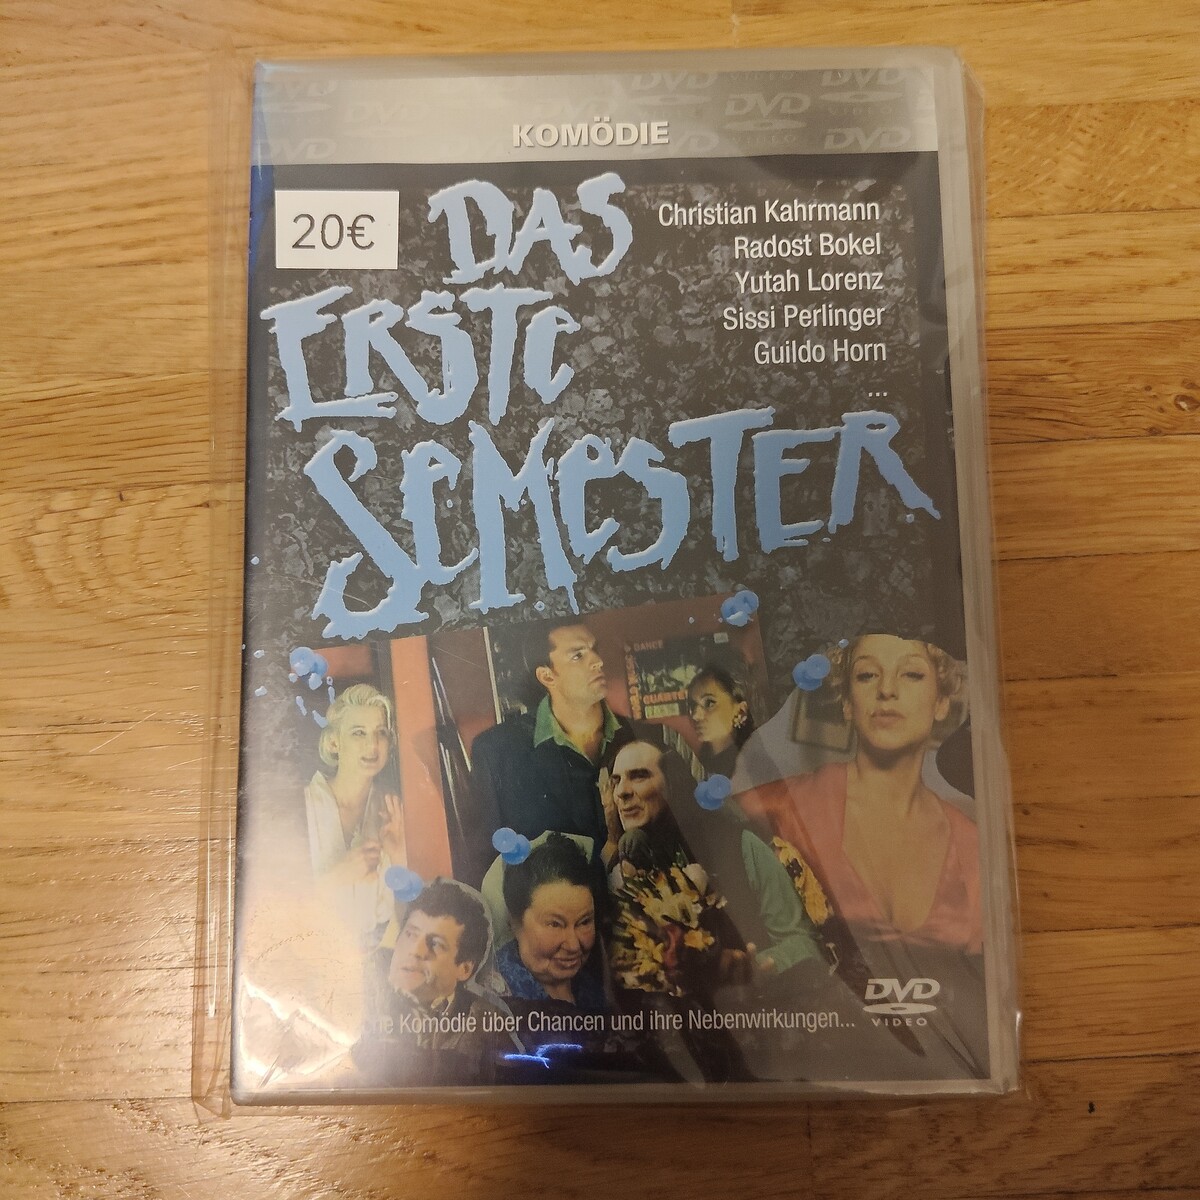 KOMÖDIE
20€
DAS
ERSTE
SEMESTER
Christian Kahrmann
Radost Bokel
Yutah Lorenz
Sissi Perlinger
Guildo Horn
...
DANCE
Komödie über Chancen und ihre Nebenwirkungen...
DVD
VIDEO